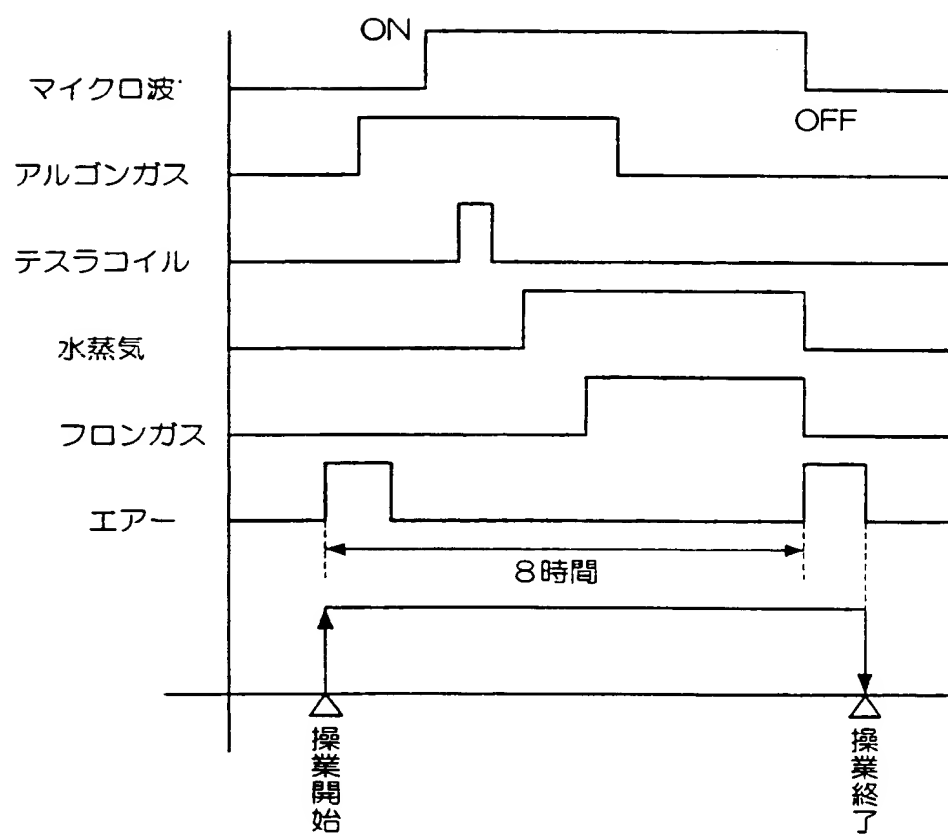 ON
マイクロ波
OFF
アルゴンガス
テスラコイル
水蒸気
フロンガス
エアー
8時間
操業開始
操業終了